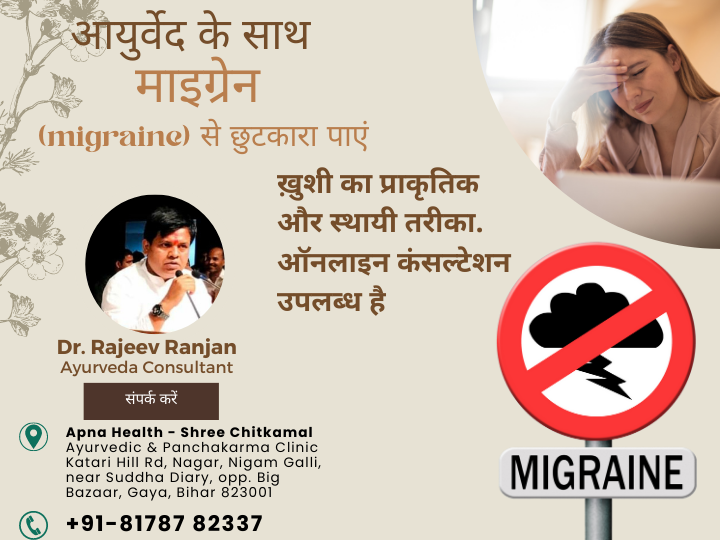 आयुर्वेद के साथ
माइग्रेन
(migraine) से छुटकारा पाएं
ख़ुशी का प्राकृतिक
और स्थायी तरीका.
ऑनलाइन कंसल्टेशन
उपलब्ध है
Dr. Rajeev Ranjan
Ayurveda Consultant
संपर्क करें
Apna Health - Shree Chitkamal
Ayurvedic & Panchakarma Clinic
Katari Hill Rd, Nagar, Nigam Galli,
near Suddha Diary, opp. Big
Bazaar, Gaya, Bihar 823001
+91-81787 82337
MIGRAINE